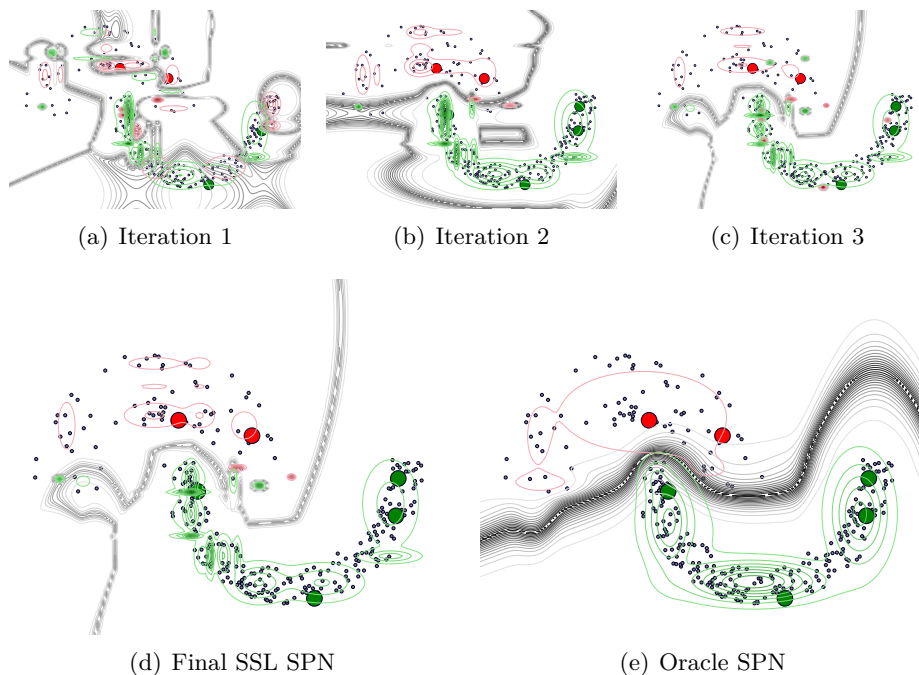 (a) Iteration 1 (b) Iteration 2 (c) Iteration 3
(d) Final SSL SPN (e) Oracle SPN